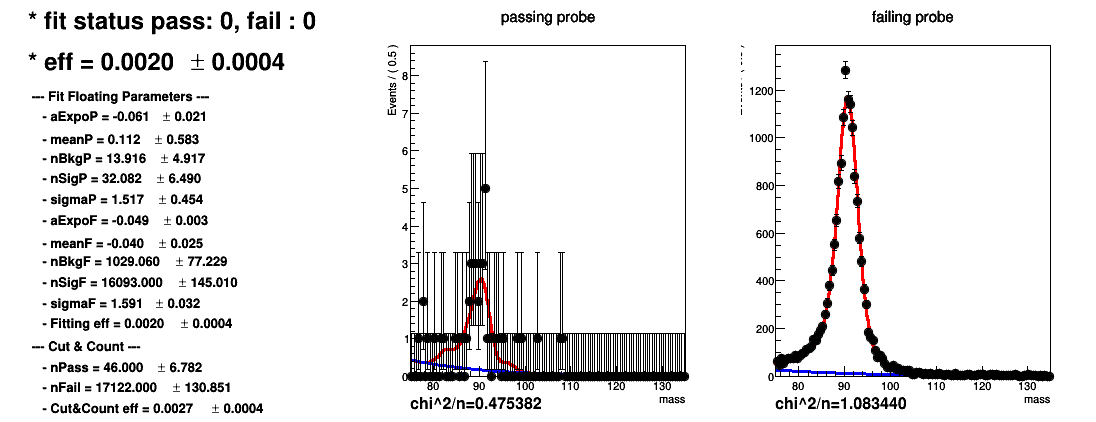 * fit status pass: 0, fail : 0
* eff = 0.0020 ± 0.0004
--- Fit Floating Parameters ---
- aExpoP = -0.061 ± 0.021
- meanP = 0.112 ± 0.583
- nBkgP = 13.916 ± 4.917
- nSigP = 32.082 ± 6.490
- sigmaP = 1.517 ± 0.454
- aExpoF = -0.049 ± 0.003
- meanF = -0.040 ± 0.025
- nBkgF = 1029.060 ± 77.229
- nSigF = 16093.000 ± 145.010
- sigmaF = 1.591 ± 0.032
- Fitting eff = 0.0020 ± 0.0004
--- Cut & Count ---
- nPass = 46.000 ± 6.782
- nFail = 17122.000 ± 130.851
- Cut&Count eff = 0.0027 ± 0.0004
passing probe
Events / ( 0.5 )
8
7
6
5
4
3
2
1
0
80 90 100 110 120 130
mass
chi^2/n=0.475382
failing probe
1200
1000
800
600
400
200
0
80 90 100 110 120 130
mass
chi^2/n=1.083440